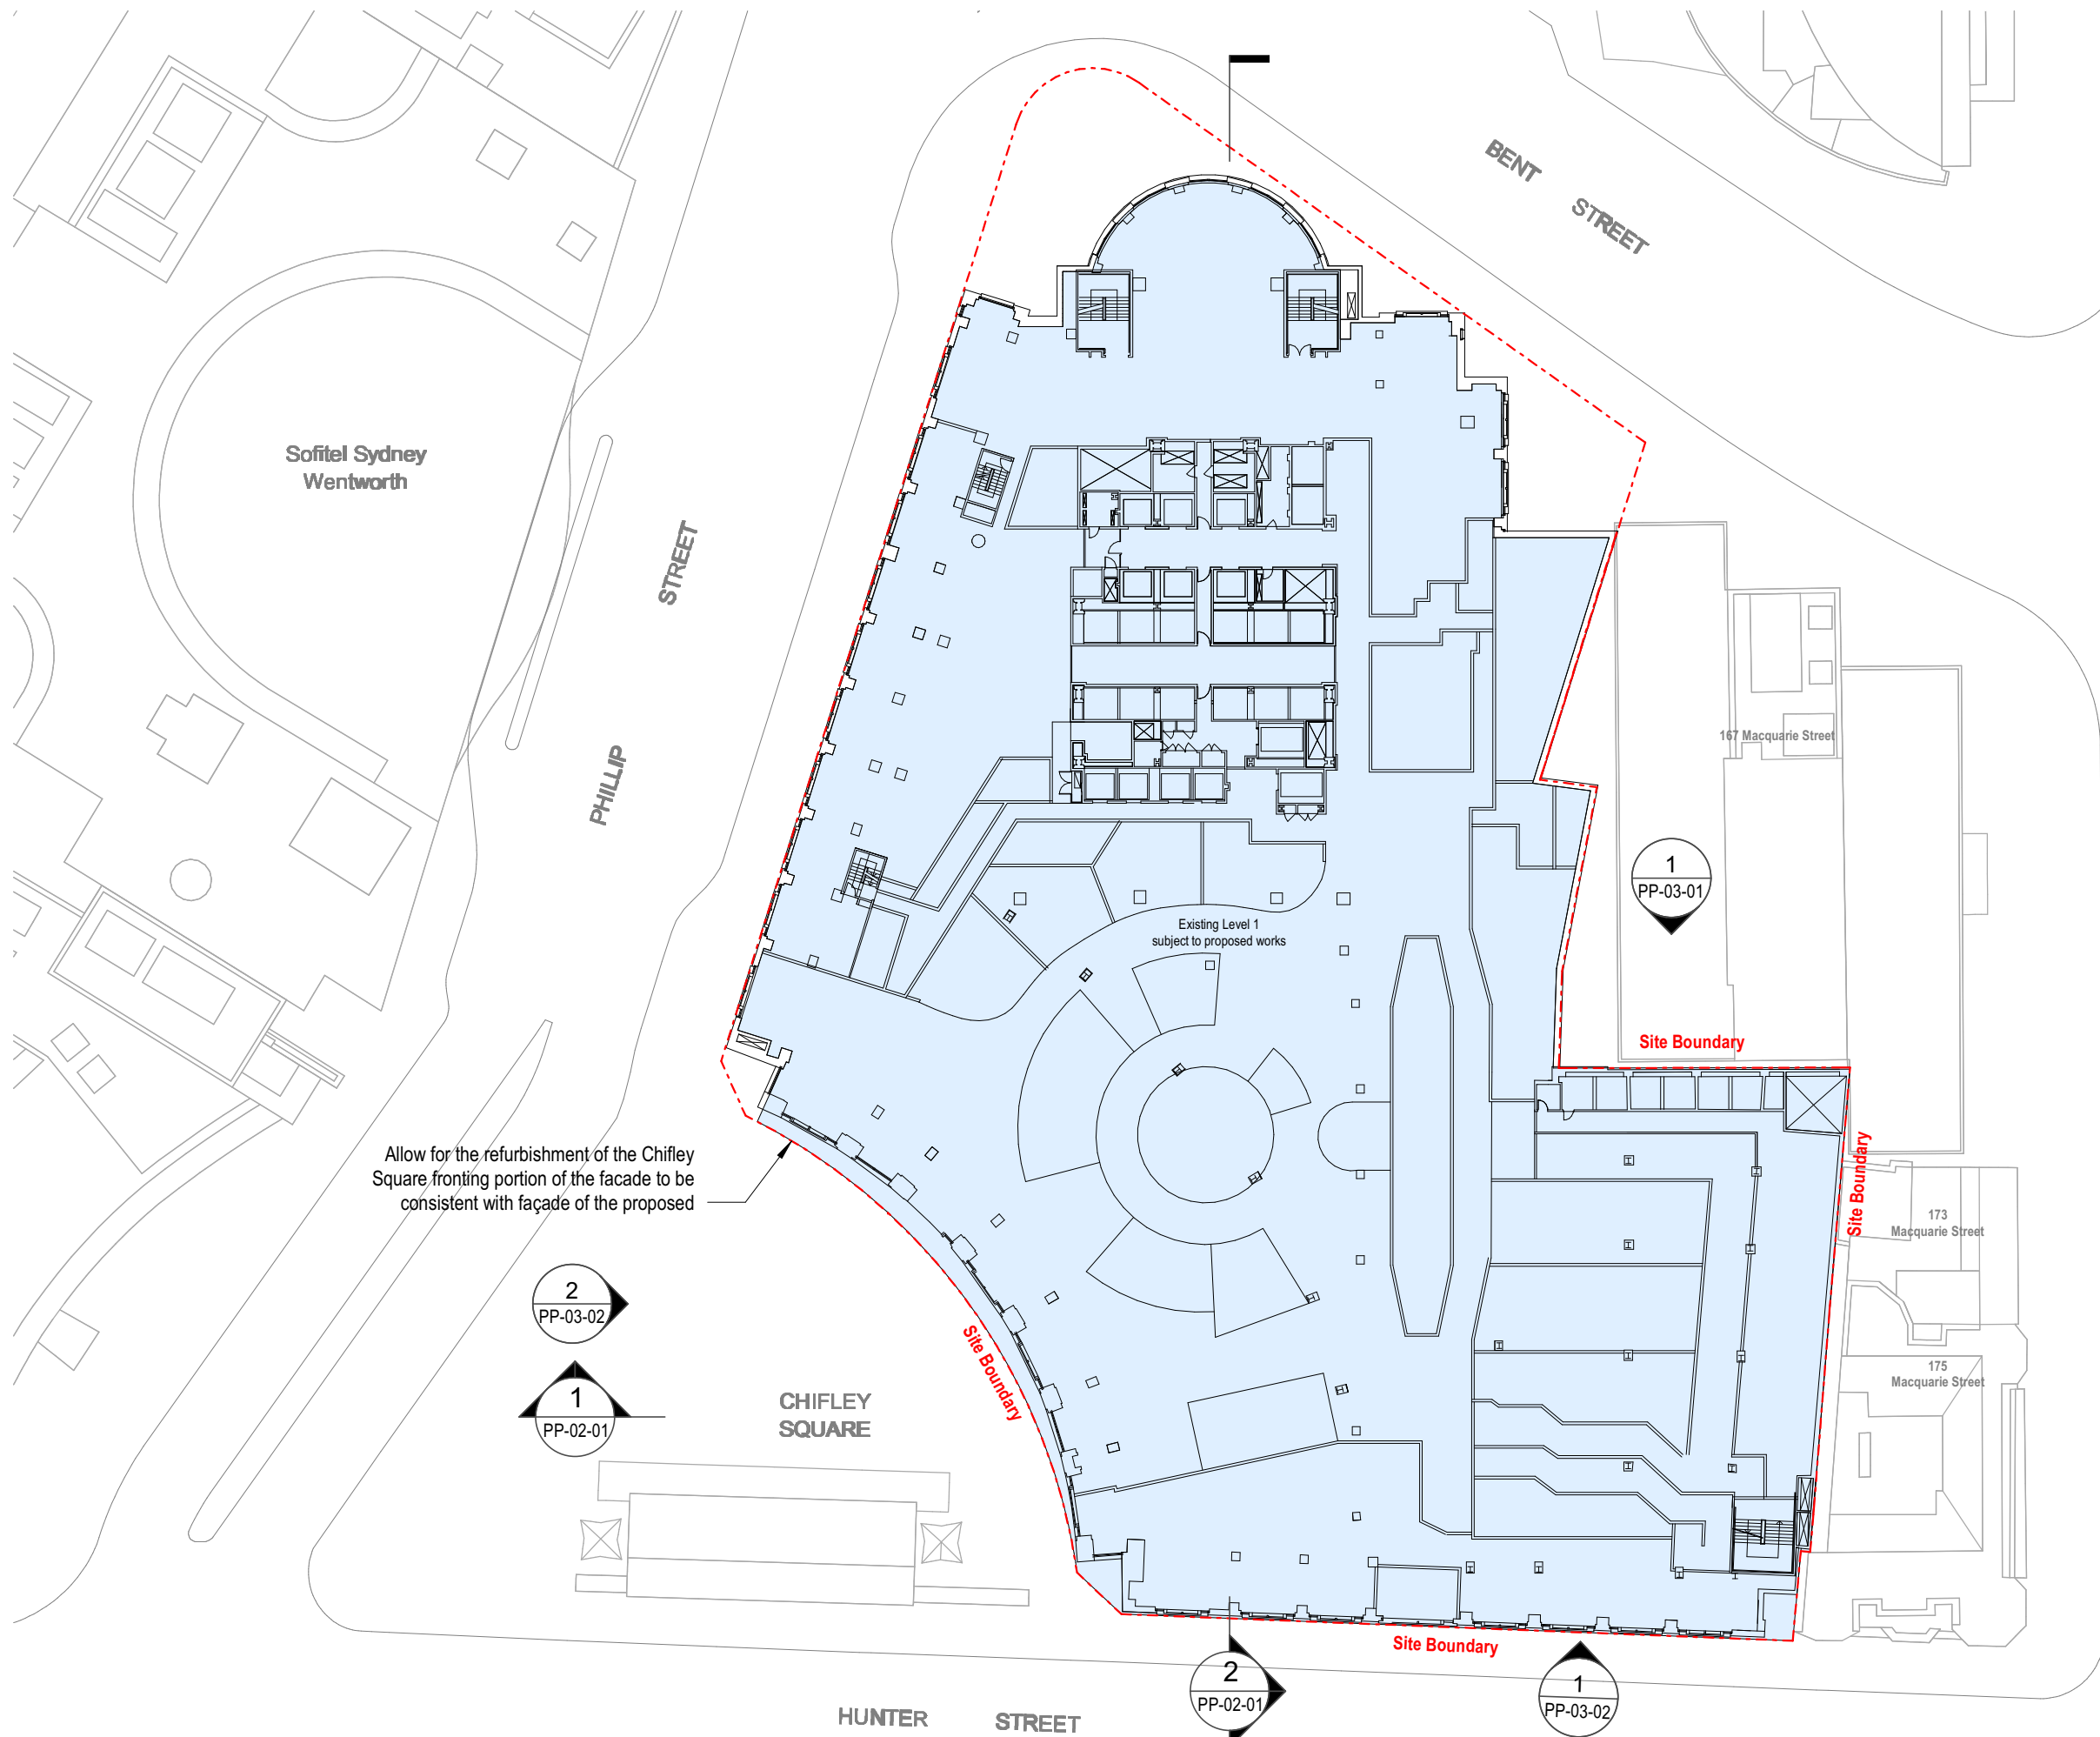 BENT
STREET
Sofitel Sydney
Wentworth
STREET
PHILLIP
167 Macquarie Street
1
PP-03-01
Existing Level 1
subject to proposed works
Site Boundary
Allow for the refurbishment of the Chifley
Square fronting portion of the facade to be
consistent with façade of the proposed
Site Boundary
173
Macquarie Street
2
PP-03-02
Site Boundary
175
Macquarie Street
1
PP-02-01
CHIFLEY
SQUARE
Site Boundary
2
PP-02-01
1
PP-03-02
HUNTER STREET